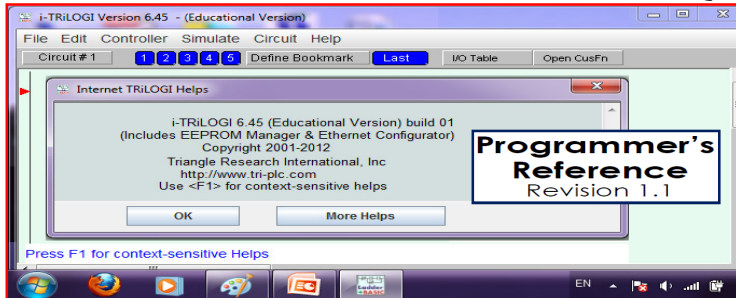 i-TRiLOGI Version 6.45 - (Educational Version)
File Edit Controller Simulate Circuit Help
Circuit # 1 1 2 3 4 5 Define Bookmark Last I/O Table Open CusFn
Internet TRiLOGI Helps
i-TRiLOGI 6.45 (Educational Version) build 01
(Includes EEPROM Manager & Ethernet Configurator)
Copyright 2001-2012
Triangle Research International, Inc
http://www.tri-plc.com
Use <F1> for context-sensitive helps
OK More Helps
Programmer's
Reference
Revision 1.1
Press F1 for context-sensitive Helps
Ladder
+BASIC
EN